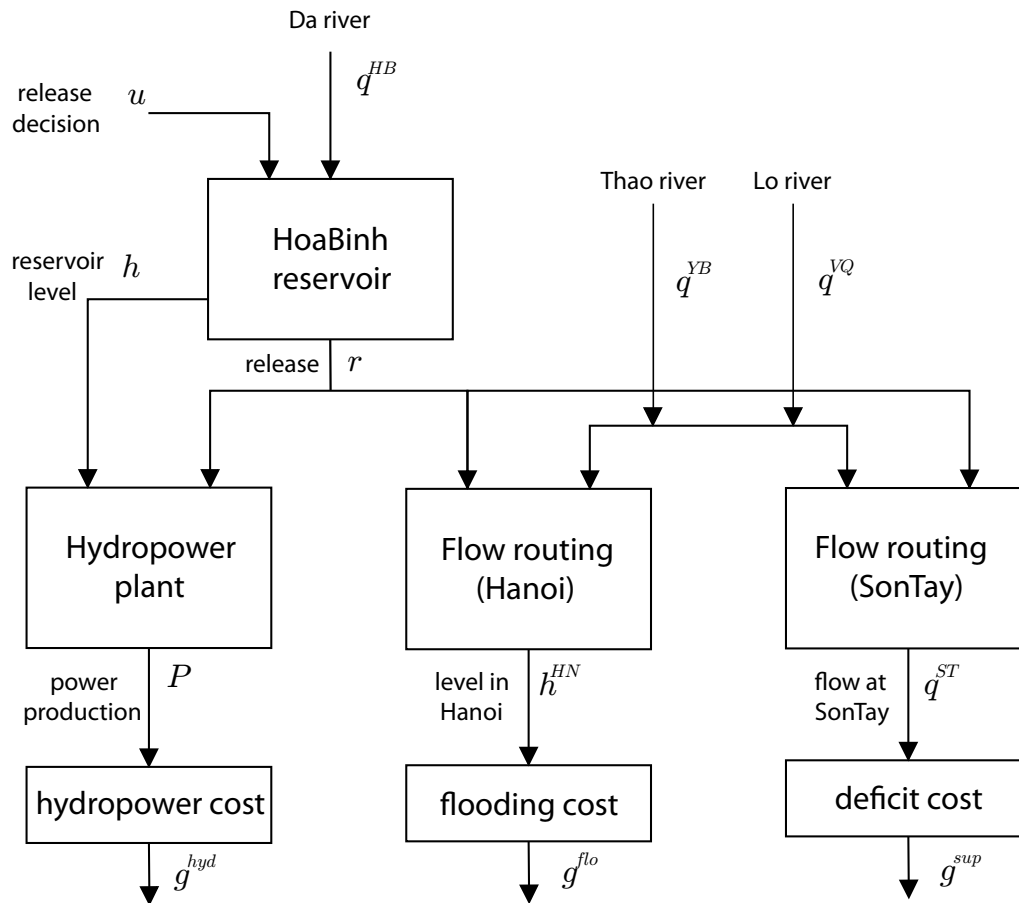 Da river
q^{HB}
release
decision
u
HoaBinh
reservoir
Thao river
Lo river
q^{YB}
q^{VQ}
reservoir
level
h
release
r
Hydropower
plant
Flow routing
(Hanoi)
Flow routing
(SonTay)
power
production
P
level in
Hanoi
h^{HN}
flow at
SonTay
q^{ST}
hydropower cost
flooding cost
deficit cost
g^{hyd}
g^{flo}
g^{sup}